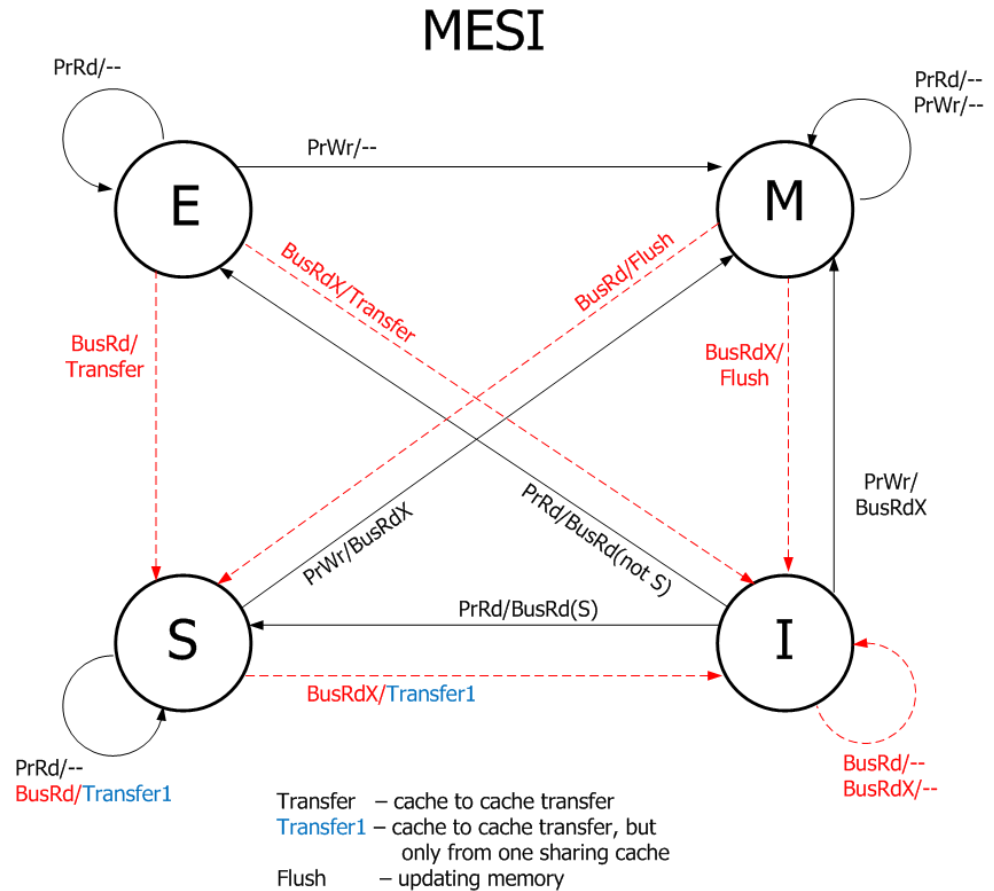 MESI
PrRd/--
PrRd/--
PrWr/--
PrWr/--
E
M
BusRdX/Transfer
BusRd/Flush
BusRd/
Transfer
BusRdX/
Flush
PrWr/
BusRdX
PrWr/BusRdX
PrRd/BusRd(not S)
PrRd/BusRd(S)
S
I
BusRdX/Transfer1
PrRd/--
BusRd/Transfer1
BusRd/--
BusRdX/--
Transfer – cache to cache transfer
Transfer1 – cache to cache transfer, but
only from one sharing cache
Flush – updating memory